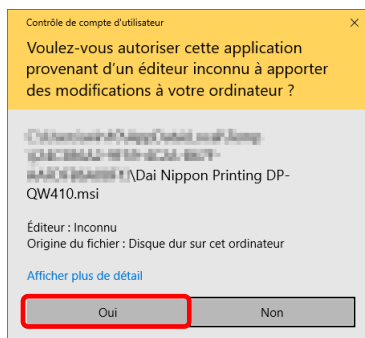 Contrôle de compte d'utilisateur
Voulez-vous autoriser cette application
provenant d'un éditeur inconnu à apporter
des modifications à votre ordinateur ?
\Dai Nippon Printing DP-
QW410.msi
Éditeur : Inconnu
Origine du fichier : Disque dur sur cet ordinateur
Afficher plus de détail
Oui
Non